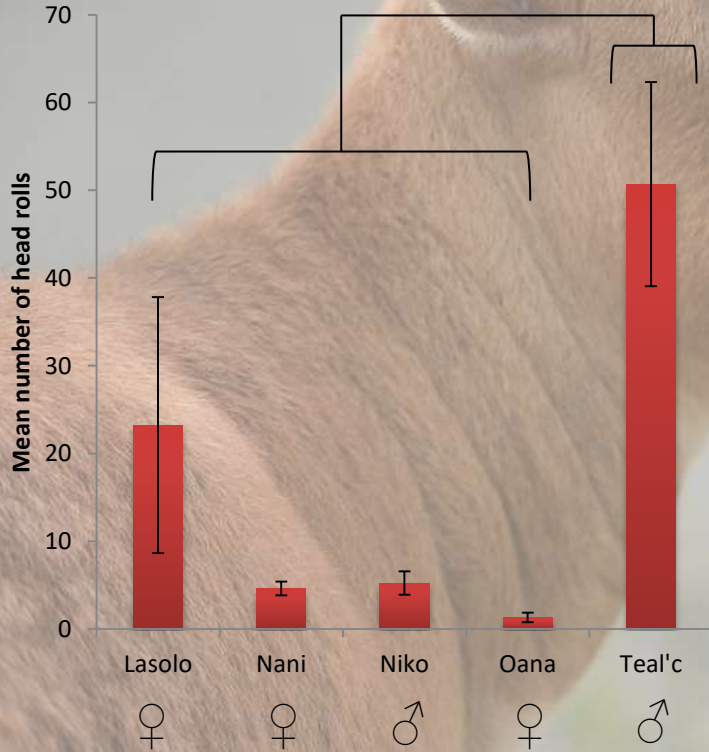 70
60
50
40
30
20
10
0
Mean number of head rolls
Lasolo Nani Niko Oana Teal'c
♀ ♀ ♂ ♀ ♂